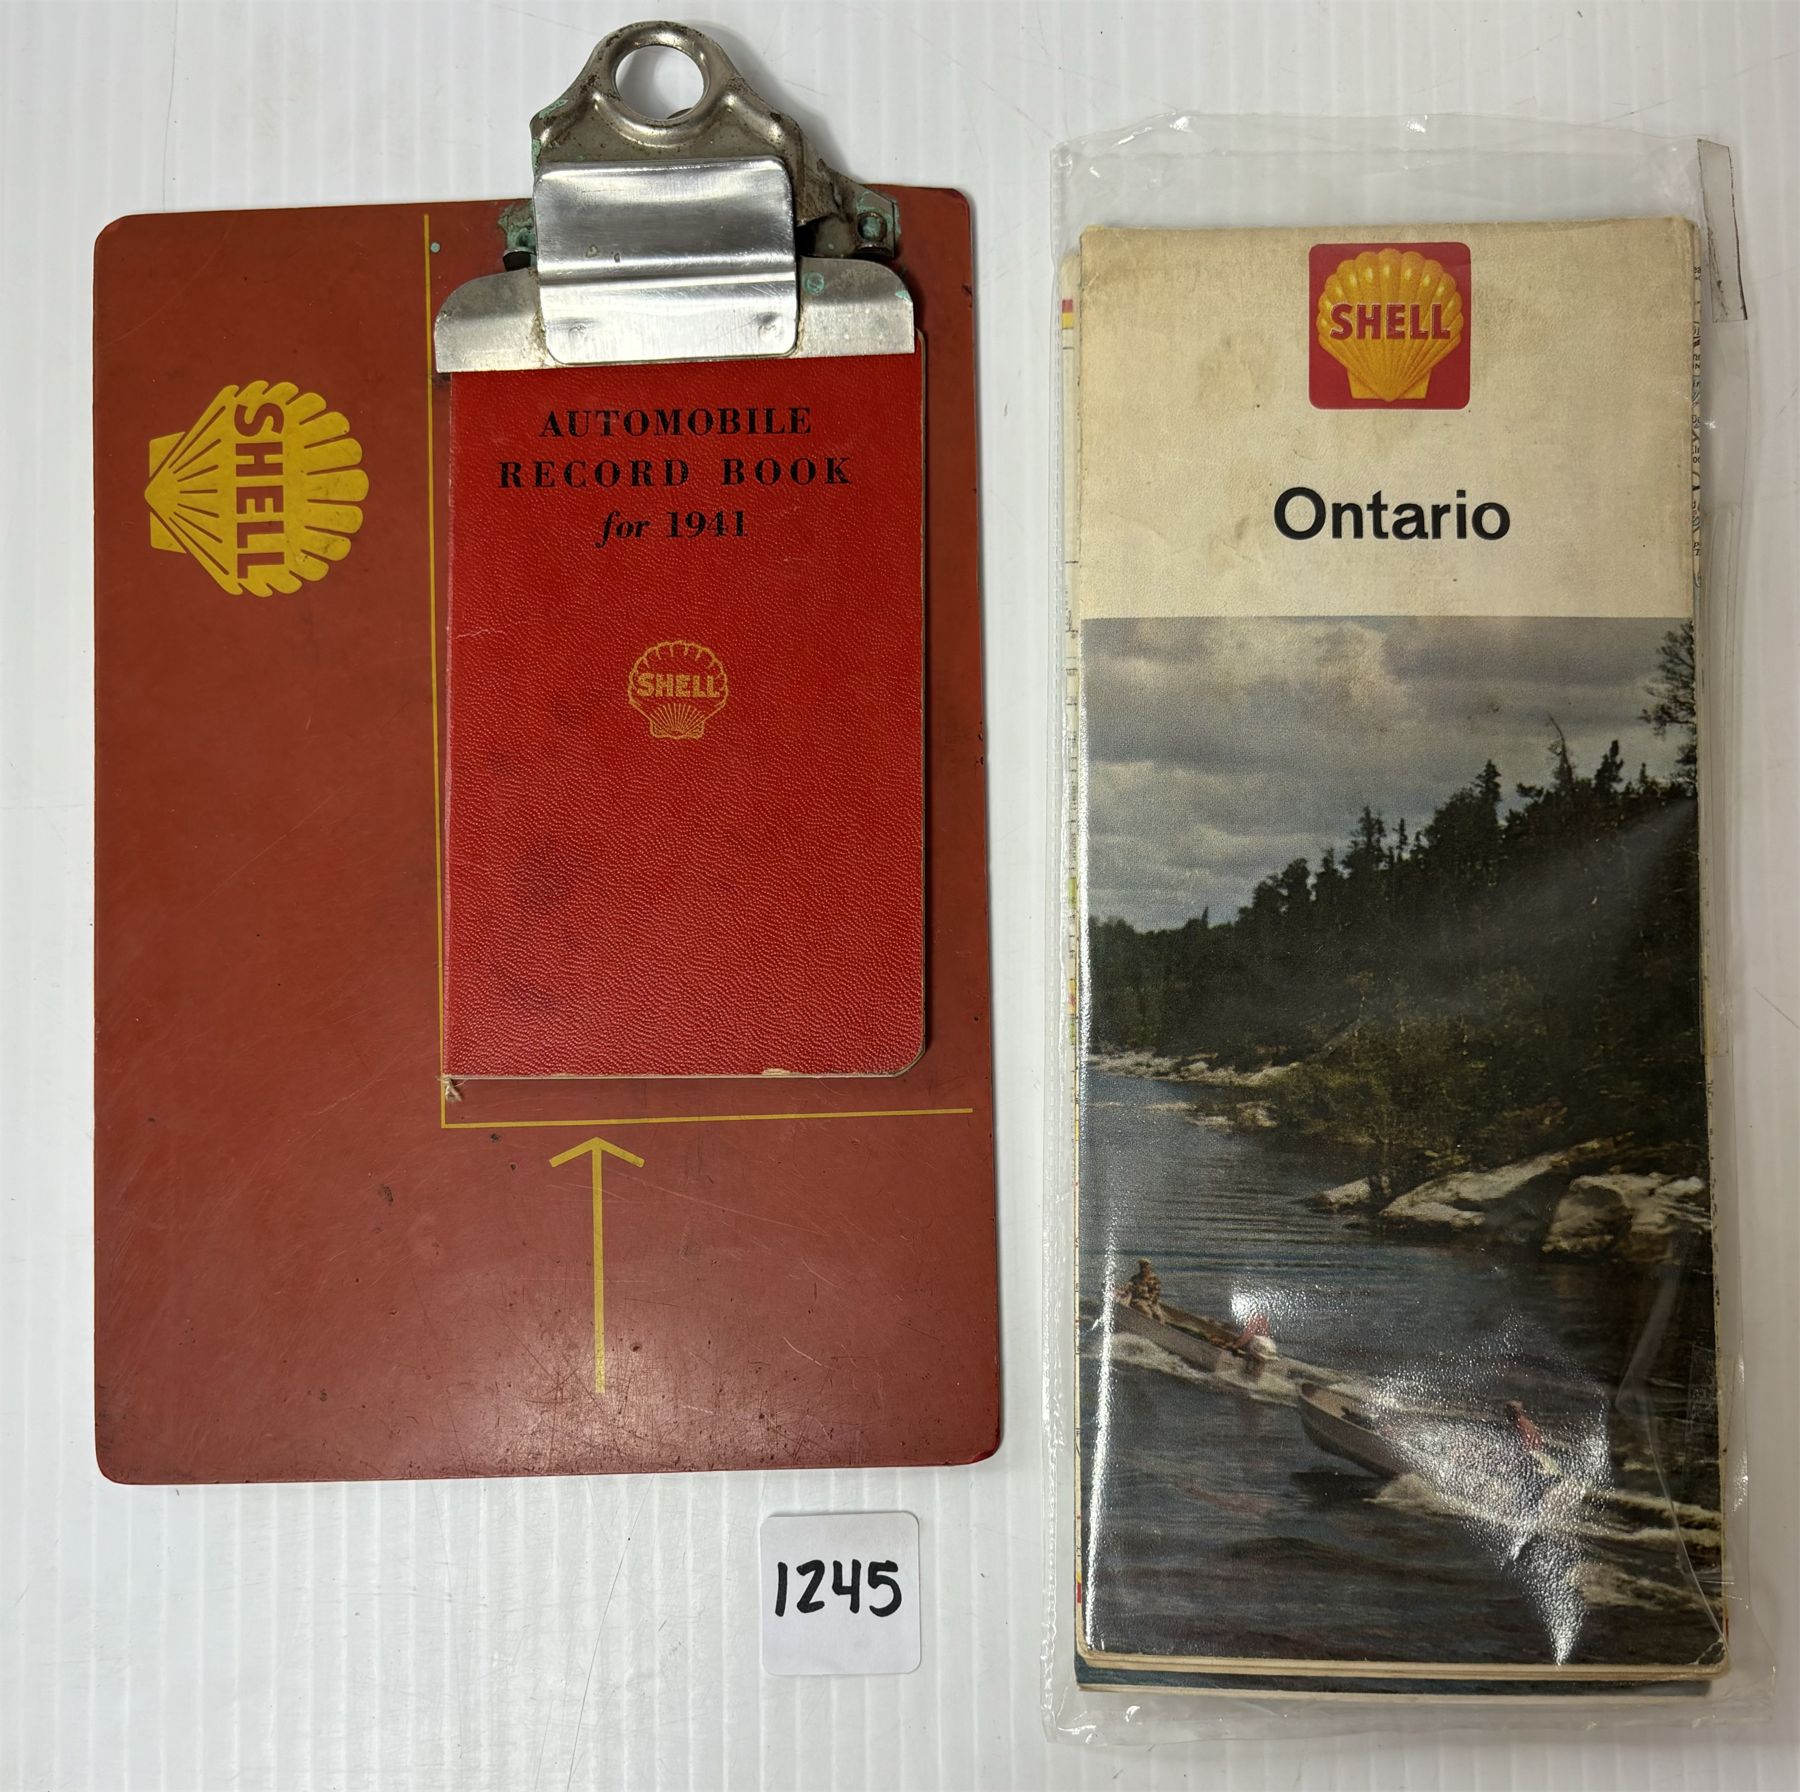 SHELL
AUTOMOBILE
RECORD BOOK
for 1941
SHELL
SHELL
Ontario
1245